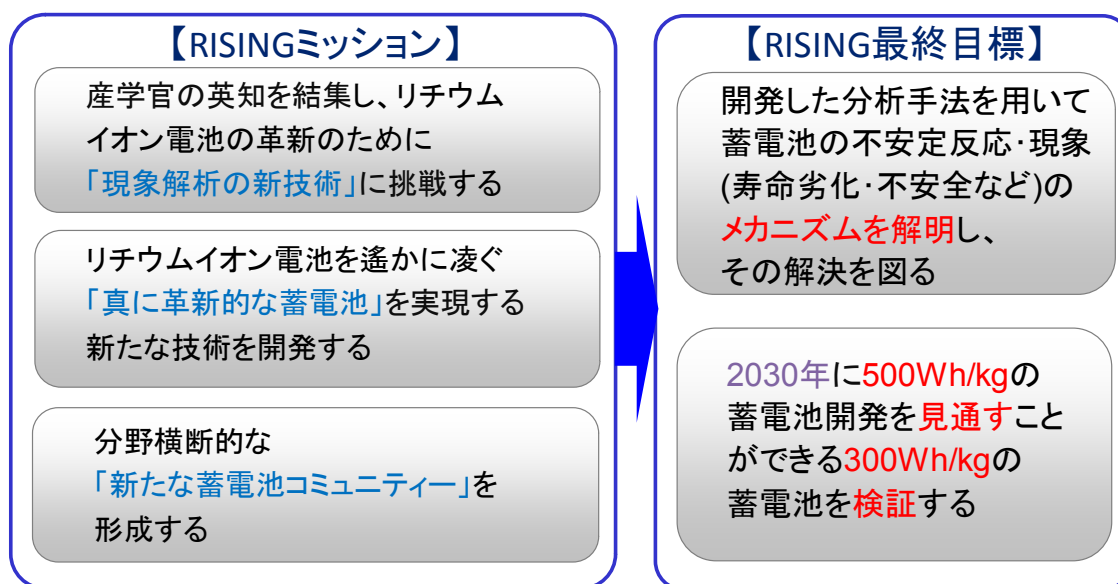 【RISINGミッション】
産学官の英知を結集し、リチウム
イオン電池の革新のために
「現象解析の新技術」に挑戦する
リチウムイオン電池を遙かに凌ぐ
「真に革新的な蓄電池」を実現する
新たな技術を開発する
分野横断的な
「新たな蓄電池コミュニティー」を
形成する
【RISING最終目標】
開発した分析手法を用いて
蓄電池の不安定反応･現象
(寿命劣化･不安全など)の
メカニズムを解明し、
その解決を図る
2030年に500Wh/kgの
蓄電池開発を見通すこと
ができる300Wh/kgの
蓄電池を検証する